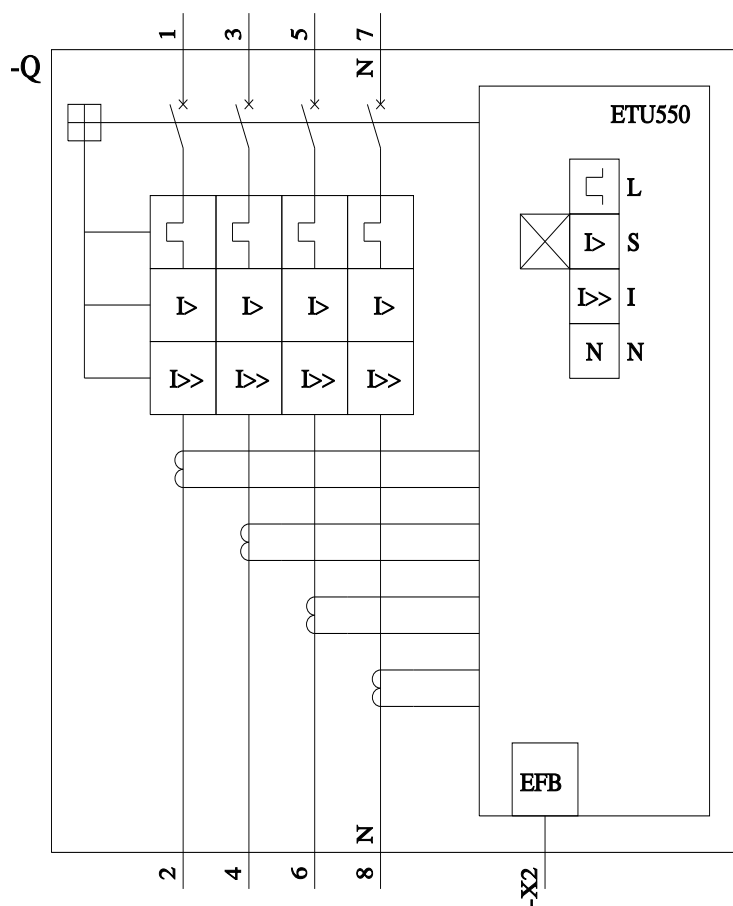 1 3 5 7
N
-Q
ETU550
L
I> S
I>> I
N N
I> I> I> I>
I>> I>> I>> I>>
EFB
N
2 4 6 8
-X2